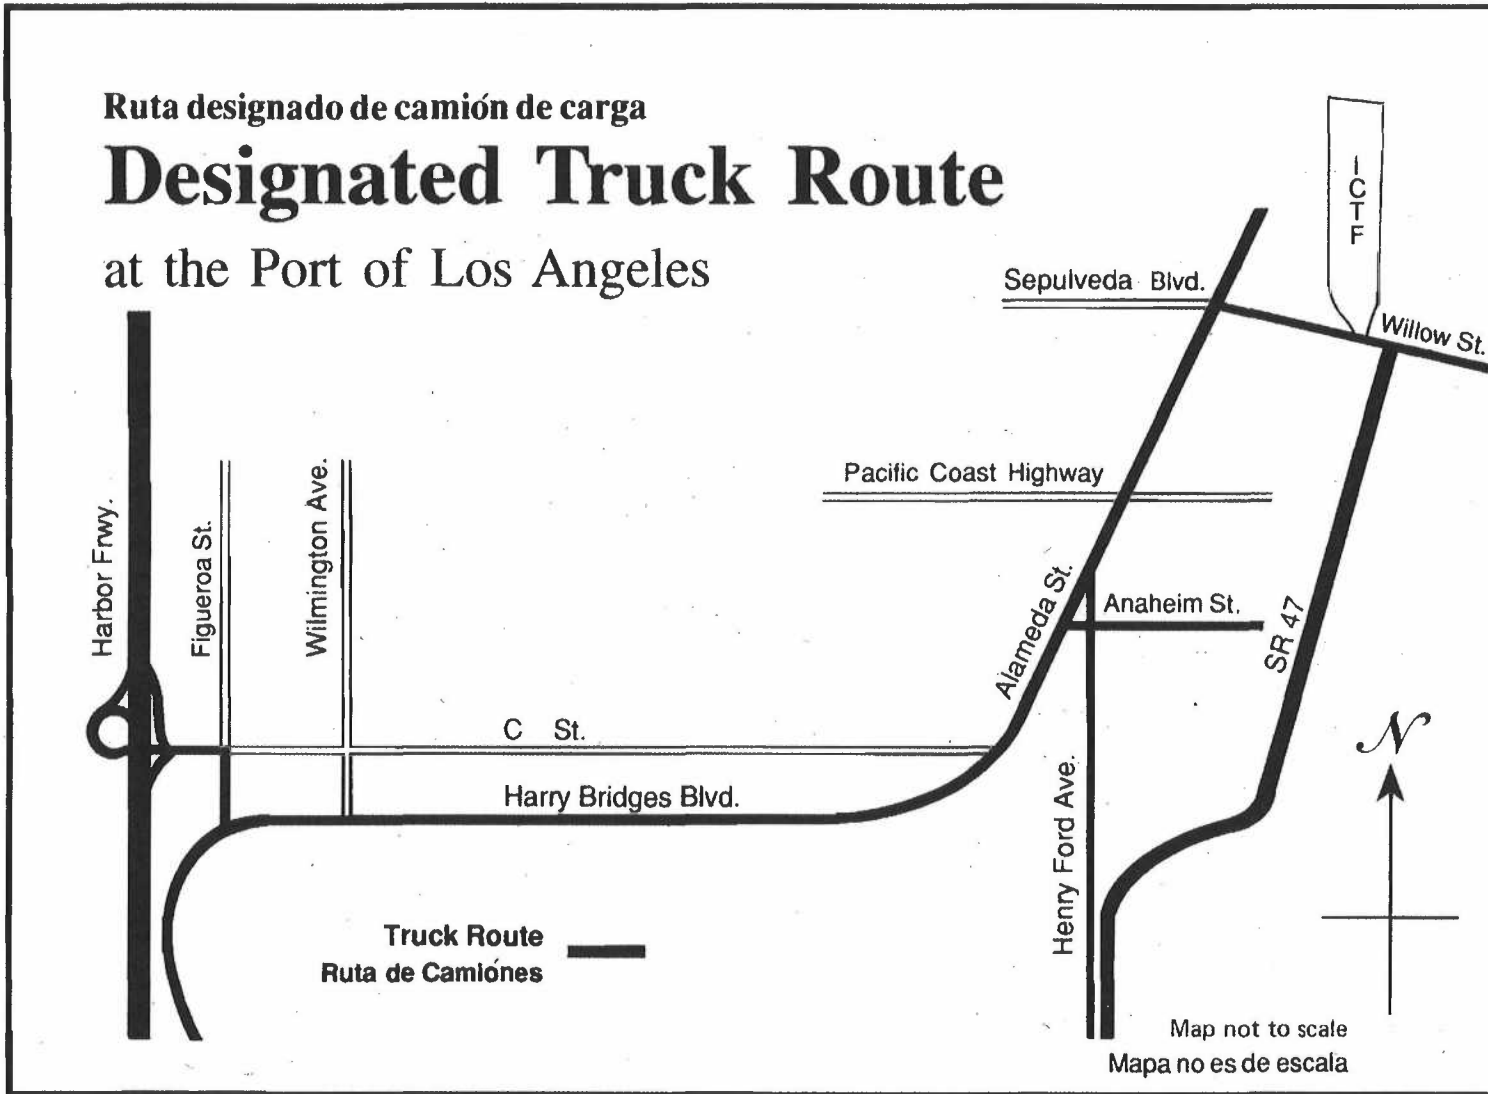 Ruta designado de camión de carga
Designated Truck Route
at the Port of Los Angeles
ICTF
Sepulveda Blvd.
Willow St.
Pacific Coast Highway
Harbor Frwy.
Figueroa St.
Wilmington Ave.
Alameda St.
Anaheim St.
SR 47
C St.
Harry Bridges Blvd.
Henry Ford Ave.
N
Truck Route
Ruta de Camiónes
Map not to scale
Mapa no es de escala